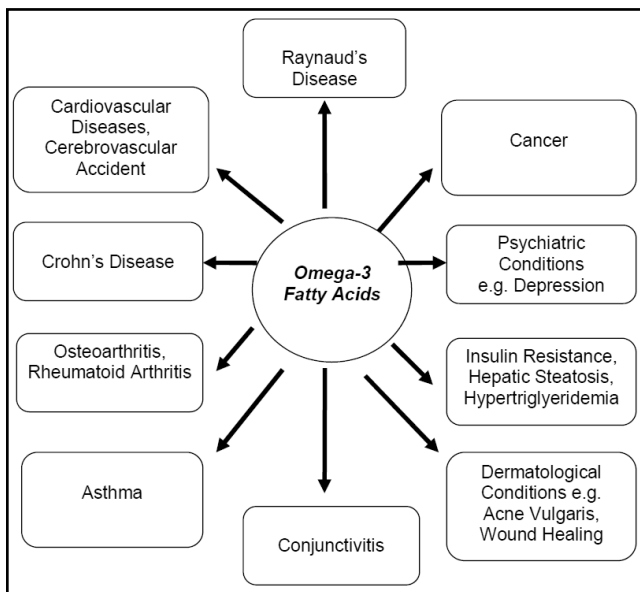 Raynaud's
Disease
Cardiovascular
Diseases,
Cerebrovascular
Accident
Cancer
Crohn's Disease
Omega-3
Fatty Acids
Psychiatric
Conditions
e.g. Depression
Osteoarthritis,
Rheumatoid Arthritis
Insulin Resistance,
Hepatic Steatosis,
Hypertriglyeridemia
Asthma
Dermatological
Conditions e.g.
Acne Vulgaris,
Wound Healing
Conjunctivitis